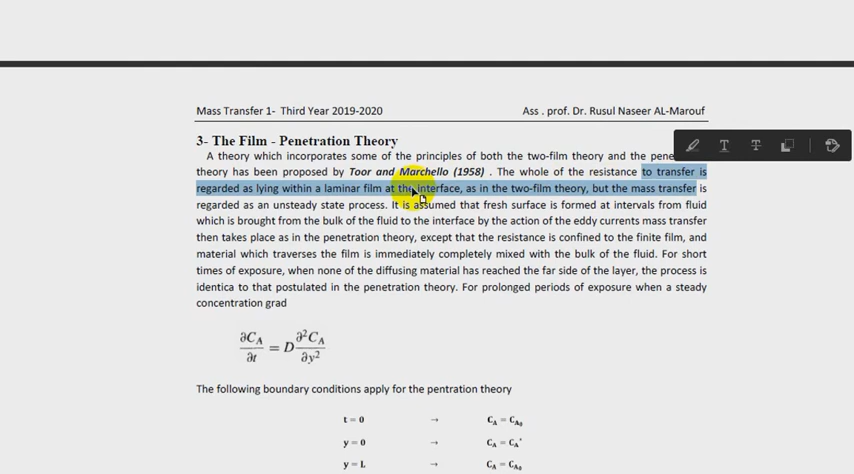 Mass Transfer 1- Third Year 2019-2020 Ass . prof. Dr. Rusul Naseer AL-Marouf
3- The Film - Penetration Theory
A theory which incorporates some of the principles of both the two-film theory and the
theory has been proposed by Toor and Marchello (1958) . The whole of the resistance to transfer is
regarded as lying within a laminar film at the interface, as in the two-film theory, but the mass transfer is
regarded as an unsteady state process. It is assumed that fresh surface is formed at intervals from fluid
which is brought from the bulk of the fluid to the interface by the action of the eddy currents mass transfer
then takes place as in the penetration theory, except that the resistance is confined to the finite film, and
material which traverses the film is immediately completely mixed with the bulk of the fluid. For short
times of exposure, when none of the diffusing material has reached the far side of the layer, the process is
identica to that postulated in the penetration theory. For prolonged periods of exposure when a steady
concentration grad
∂C_A/∂t = D ∂²C_A/∂y²
The following boundary conditions apply for the pentration theory
t = 0 → C_A = C_A0
y = 0 → C_A = C_A*
y = L → C_A = C_A0